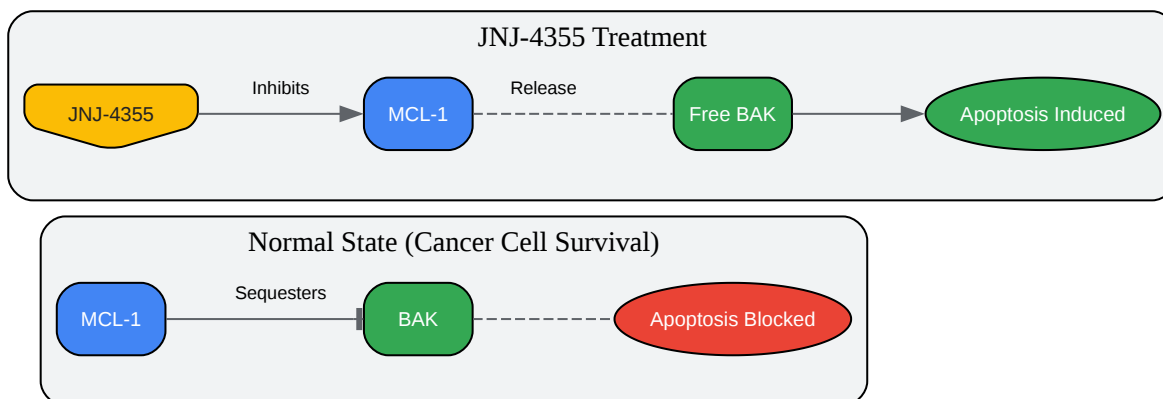 JNJ-4355 Treatment
JNJ-4355
Inhibits
MCL-1
Release
Free BAK
Apoptosis Induced
Normal State (Cancer Cell Survival)
MCL-1
Sequesters
BAK
Apoptosis Blocked